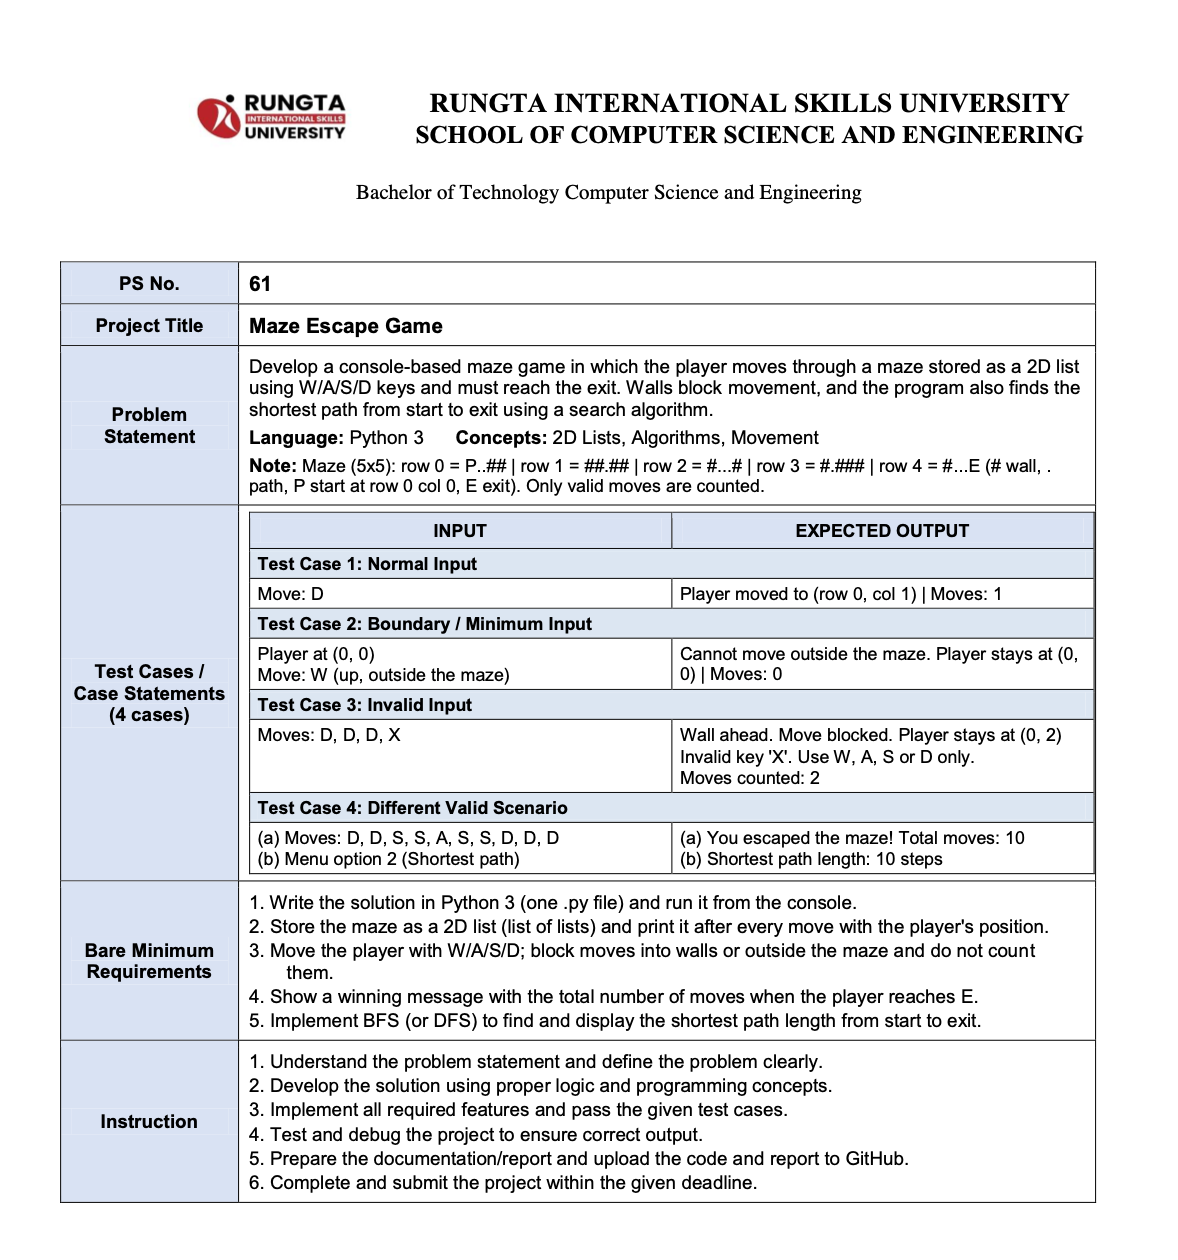 RUNGTA
INTERNATIONAL SKILLS
UNIVERSITY
RUNGTA INTERNATIONAL SKILLS UNIVERSITY
SCHOOL OF COMPUTER SCIENCE AND ENGINEERING
Bachelor of Technology Computer Science and Engineering
PS No.
61
Project Title
Maze Escape Game
Problem
Statement
Develop a console-based maze game in which the player moves through a maze stored as a 2D list
using W/A/S/D keys and must reach the exit. Walls block movement, and the program also finds the
shortest path from start to exit using a search algorithm.
Language: Python 3 Concepts: 2D Lists, Algorithms, Movement
Note: Maze (5x5): row 0 = P..## | row 1 = ##.## | row 2 = #...# | row 3 = #.### | row 4 = #...E (# wall, .
path, P start at row 0 col 0, E exit). Only valid moves are counted.
Test Cases /
Case Statements
(4 cases)
INPUT
EXPECTED OUTPUT
Test Case 1: Normal Input
Move: D
Player moved to (row 0, col 1) | Moves: 1
Test Case 2: Boundary / Minimum Input
Player at (0, 0)
Move: W (up, outside the maze)
Cannot move outside the maze. Player stays at (0,
0) | Moves: 0
Test Case 3: Invalid Input
Moves: D, D, D, X
Wall ahead. Move blocked. Player stays at (0, 2)
Invalid key 'X'. Use W, A, S or D only.
Moves counted: 2
Test Case 4: Different Valid Scenario
(a) Moves: D, D, S, S, A, S, S, D, D, D
(b) Menu option 2 (Shortest path)
(a) You escaped the maze! Total moves: 10
(b) Shortest path length: 10 steps
Bare Minimum
Requirements
1. Write the solution in Python 3 (one .py file) and run it from the console.
2. Store the maze as a 2D list (list of lists) and print it after every move with the player's position.
3. Move the player with W/A/S/D; block moves into walls or outside the maze and do not count
them.
4. Show a winning message with the total number of moves when the player reaches E.
5. Implement BFS (or DFS) to find and display the shortest path length from start to exit.
Instruction
1. Understand the problem statement and define the problem clearly.
2. Develop the solution using proper logic and programming concepts.
3. Implement all required features and pass the given test cases.
4. Test and debug the project to ensure correct output.
5. Prepare the documentation/report and upload the code and report to GitHub.
6. Complete and submit the project within the given deadline.